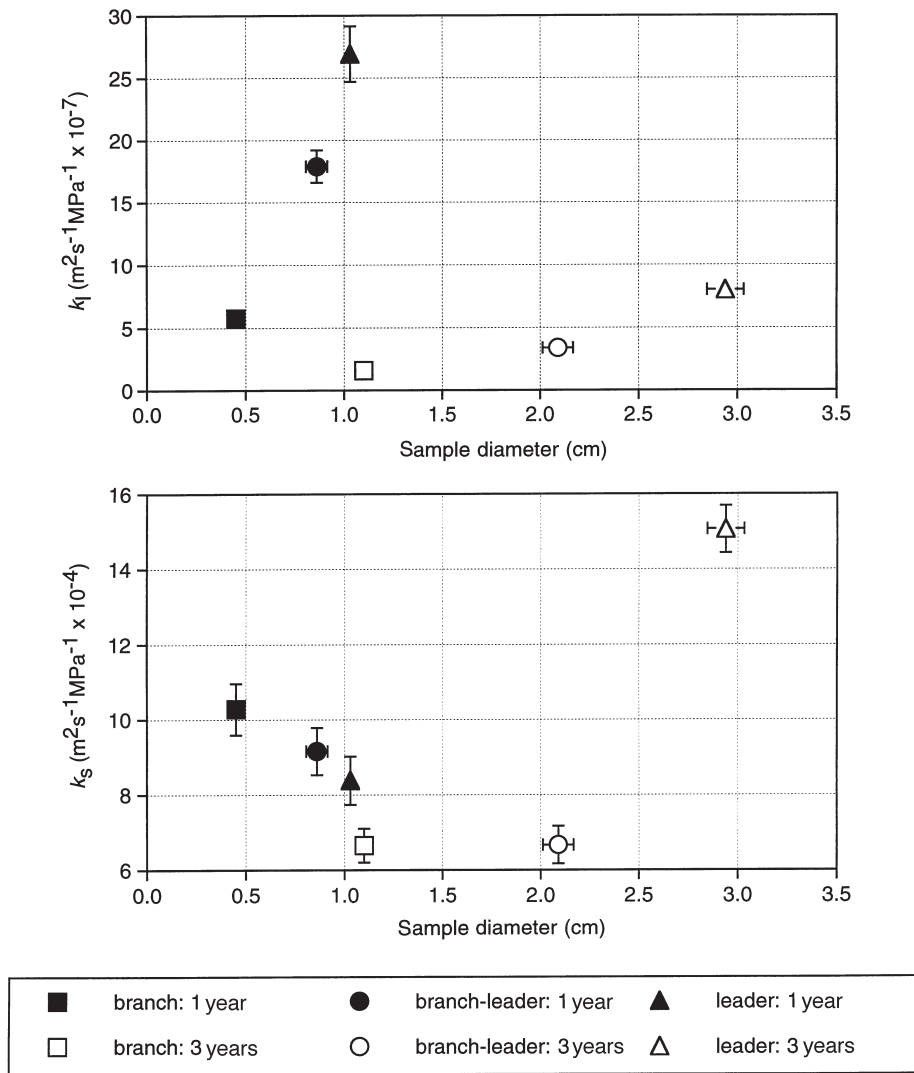 30
25
20
15
10
5
0
k_l (m²s⁻¹MPa⁻¹ x 10⁻⁷)
0.0 0.5 1.0 1.5 2.0 2.5 3.0 3.5
Sample diameter (cm)
16
14
12
10
8
6
k_s (m²s⁻¹MPa⁻¹ x 10⁻⁴)
0.0 0.5 1.0 1.5 2.0 2.5 3.0 3.5
Sample diameter (cm)
branch: 1 year branch-leader: 1 year leader: 1 year
branch: 3 years branch-leader: 3 years leader: 3 years